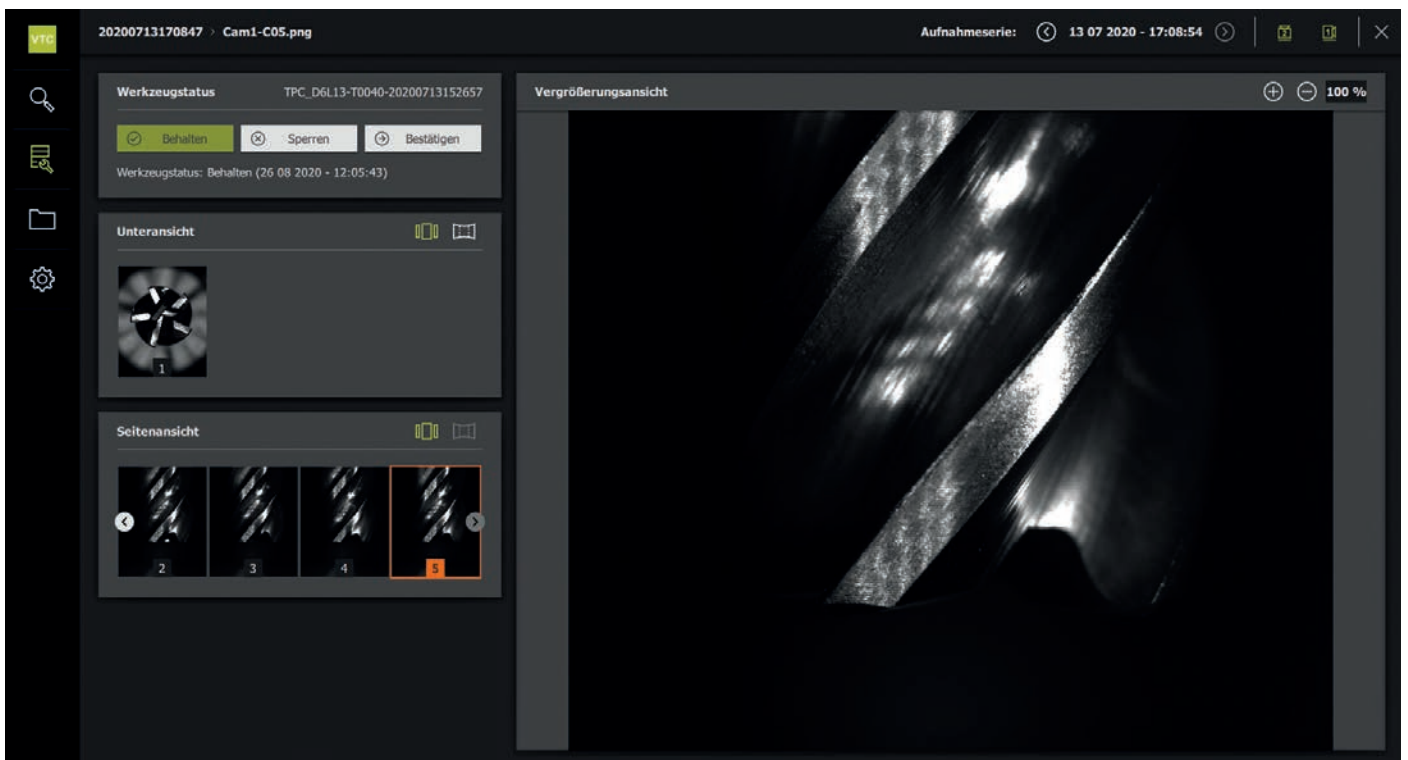 VTC
20200713170847 > Cam1-C05.png
Aufnahmeserie: 13 07 2020 - 17:08:54
Werkzeugstatus TPC_D6L13-T0040-20200713152657
Behalten Sperren Bestätigen
Werkzeugstatus: Behalten (26 08 2020 - 12:05:43)
Unteransicht
1
Seitenansicht
2 3 4 5
Vergrößerungsansicht 100 %